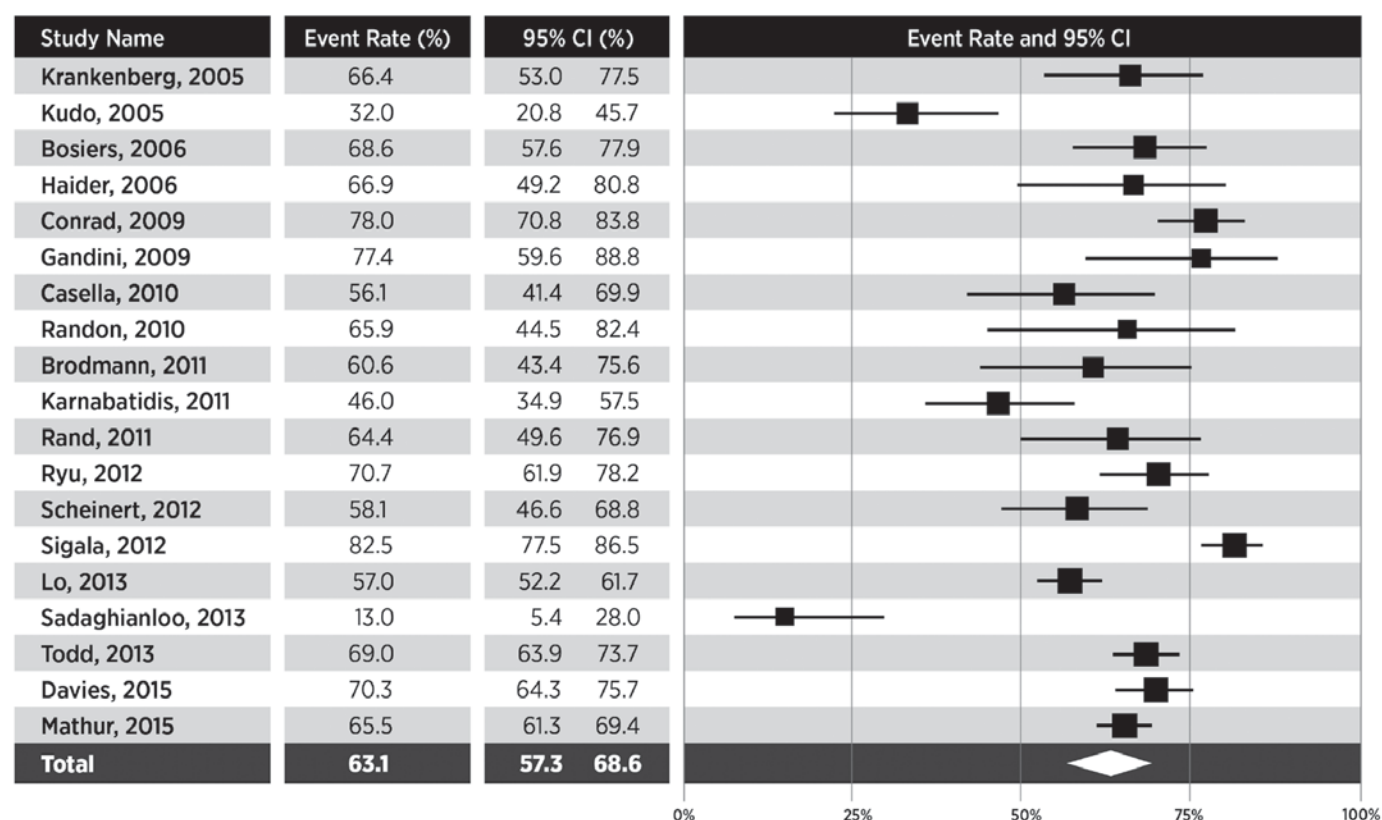 Study Name Event Rate (%) 95% CI (%) Event Rate and 95% CI
Krankenberg, 2005 66.4 53.0 77.5
Kudo, 2005 32.0 20.8 45.7
Bosiers, 2006 68.6 57.6 77.9
Haider, 2006 66.9 49.2 80.8
Conrad, 2009 78.0 70.8 83.8
Gandini, 2009 77.4 59.6 88.8
Casella, 2010 56.1 41.4 69.9
Randon, 2010 65.9 44.5 82.4
Brodmann, 2011 60.6 43.4 75.6
Karnabatidis, 2011 46.0 34.9 57.5
Rand, 2011 64.4 49.6 76.9
Ryu, 2012 70.7 61.9 78.2
Scheinert, 2012 58.1 46.6 68.8
Sigala, 2012 82.5 77.5 86.5
Lo, 2013 57.0 52.2 61.7
Sadaghianloo, 2013 13.0 5.4 28.0
Todd, 2013 69.0 63.9 73.7
Davies, 2015 70.3 64.3 75.7
Mathur, 2015 65.5 61.3 69.4
Total 63.1 57.3 68.6
0% 25% 50% 75% 100%